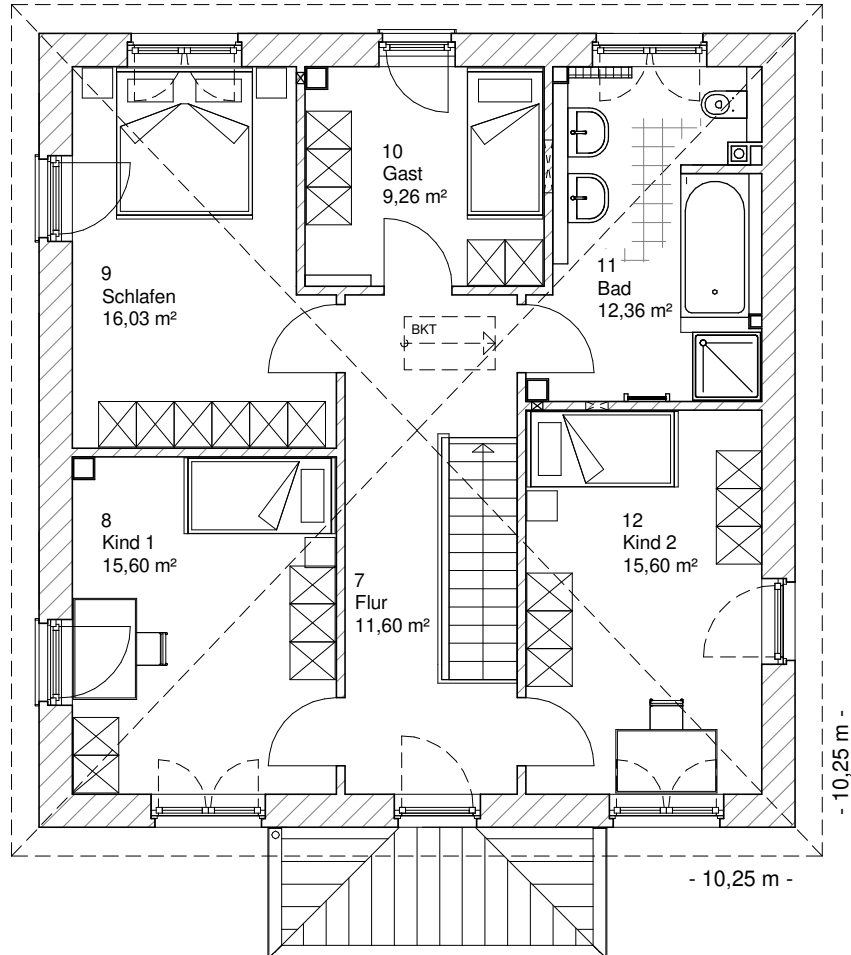 10
Gast
9,26 m²
9
Schlafen
16,03 m²
11
Bad
12,36 m²
BKT
8
Kind 1
15,60 m²
7
Flur
11,60 m²
12
Kind 2
15,60 m²
- 10,25 m -
- 10,25 m -